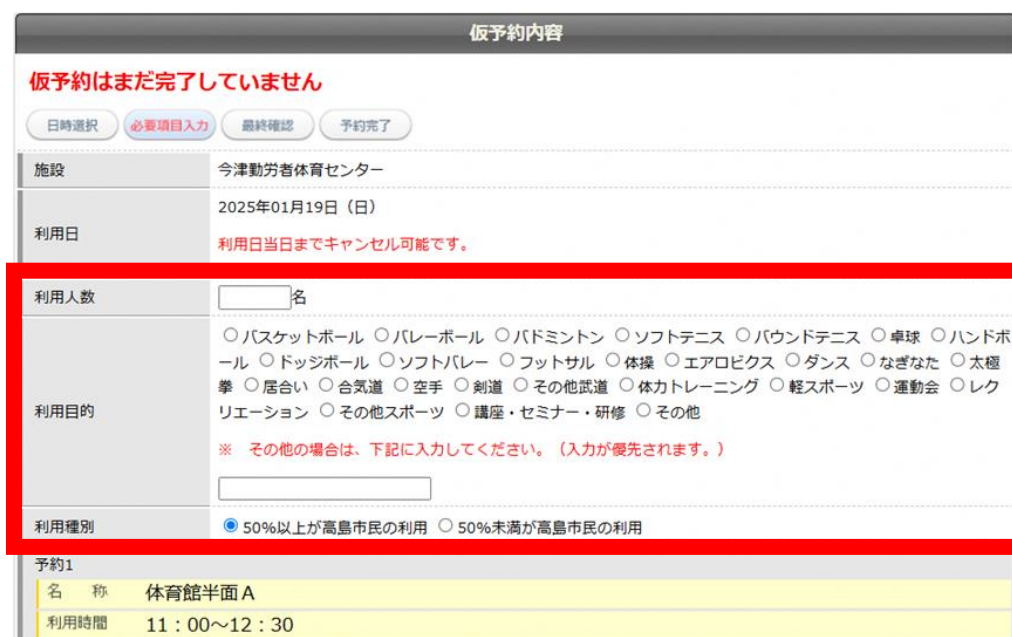 仮予約内容
仮予約はまだ完了していません
日時選択 必要項目入力 最終確認 予約完了
施設 今津勤労者体育センター
利用日 2025年01月19日（日）
利用日当日までキャンセル可能です。
利用人数 名
利用目的 ○バスケットボール ○バレーボール ○バドミントン ○ソフトテニス ○バウンドテニス ○卓球 ○ハンドボ
ール ○ドッジボール ○ソフトバレー ○フットサル ○体操 ○エアロビクス ○ダンス ○なぎなた ○太極
拳 ○居合い ○合気道 ○空手 ○剣道 ○その他武道 ○体力トレーニング ○軽スポーツ ○運動会 ○レク
リエーション ○その他スポーツ ○講座・セミナー・研修 ○その他
※　その他の場合は、下記に入力してください。（入力が優先されます。）
利用種別 50%以上が高島市民の利用 ○50%未満が高島市民の利用
予約1
名　称 体育館半面A
利用時間 11：00～12：30